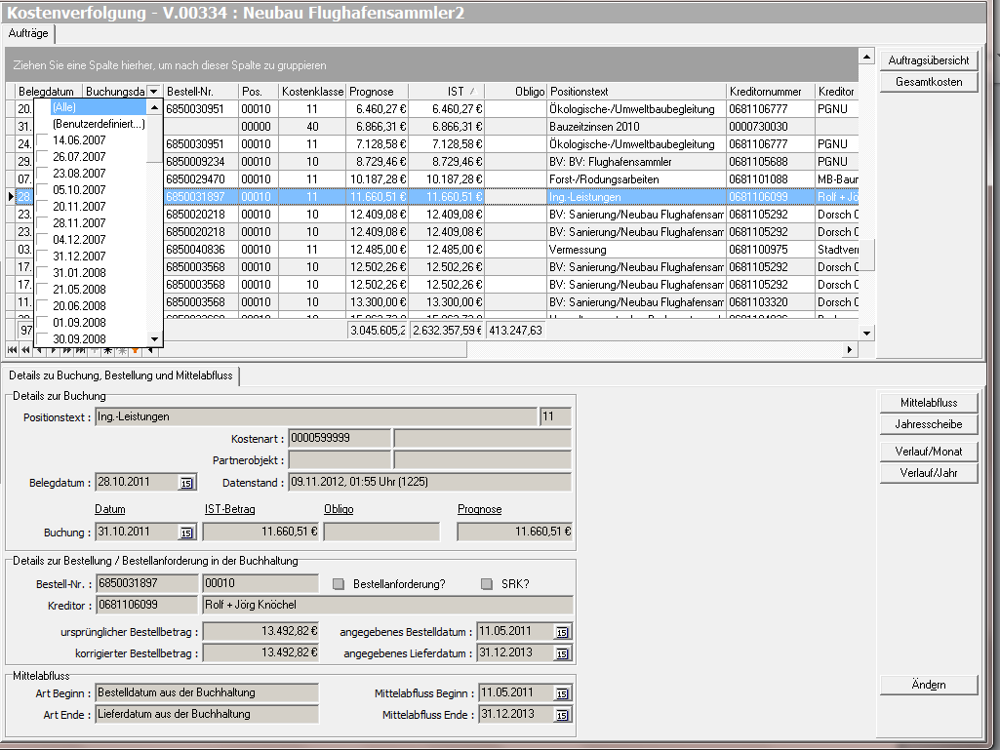 Kostenverfolgung - V.00334 : Neubau Flughafensammler2
Aufträge
Ziehen Sie eine Spalte hierher, um nach dieser Spalte zu gruppieren
Auftragsübersicht
Gesamtkosten
Belegdatum Buchungsda Bestell-Nr. Pos. Kostenklasse Prognose IST Obligo Positionstext Kreditornummer Kreditor
20. (Alle) 6850030951 00010 11 6.460,27 € 6.460,27 € Ökologische-/Umweltbaubegleitung 0681106777 PGNU
31. (Benutzerdefiniert...) 00000 40 6.866,31 € 6.866,31 € Bauzeitzinsen 2010 0000730030
24. 14.06.2007 6850030951 00010 11 7.128,58 € 7.128,58 € Ökologische-/Umweltbaubegleitung 0681106777 PGNU
29. 26.07.2007 6850009234 00010 10 8.729,46 € 8.729,46 € BV: BV: Flughafensammler 0681105688 PGNU
07. 23.08.2007 6850029470 00010 11 10.187,28 € 10.187,28 € Forst-/Rodungsarbeiten 0681101088 MB-Baum
28. 05.10.2007 6850031897 00010 11 11.660,51 € 11.660,51 € Ing.-Leistungen 0681106099 Rolf + Jö
23. 20.11.2007 6850020218 00010 10 12.409,08 € 12.409,08 € BV: Sanierung/Neubau Flughafensam 0681105292 Dorsch C
23. 28.11.2007 6850020218 00010 10 12.409,08 € 12.409,08 € BV: Sanierung/Neubau Flughafensam 0681105292 Dorsch C
03. 04.12.2007 6850040836 00010 11 12.485,00 € 12.485,00 € Vermessung 0681100975 Stadtverm
17. 31.12.2007 6850003568 00010 10 12.502,26 € 12.502,26 € BV: Sanierung/Neubau Flughafensam 0681105292 Dorsch C
17. 31.01.2008 6850003568 00010 10 12.502,26 € 12.502,26 € BV: Sanierung/Neubau Flughafensam 0681105292 Dorsch C
11. 21.05.2008 6850003568 00010 10 13.300,00 € 13.300,00 € BV: Sanierung/Neubau Flughafensam 0681103320 Dorsch C
20.06.2008
01.09.2008
97 30.09.2008 3.045.605,2 2.632.357,59 € 413.247,63
Details zu Buchung, Bestellung und Mittelabfluss
Details zur Buchung
Positionstext : Ing.-Leistungen 11
Kostenart : 0000599999
Partnerobjekt :
Belegdatum : 28.10.2011 15 Datenstand : 09.11.2012, 01:55 Uhr (1225)
Datum IST-Betrag Obligo Prognose
Buchung : 31.10.2011 15 11.660,51 € 11.660,51 €
Mittelabfluss
Jahresscheibe
Verlauf/Monat
Verlauf/Jahr
Details zur Bestellung / Bestellanforderung in der Buchhaltung
Bestell-Nr. : 6850031897 00010 Bestellanforderung? SRK?
Kreditor : 0681106099 Rolf + Jörg Knöchel
ursprünglicher Bestellbetrag : 13.492,82 € angegebenes Bestelldatum : 11.05.2011 15
korrigierter Bestellbetrag : 13.492,82 € angegebenes Lieferdatum : 31.12.2013 15
Mittelabfluss
Art Beginn : Bestelldatum aus der Buchhaltung Mittelabfluss Beginn : 11.05.2011 15
Art Ende : Lieferdatum aus der Buchhaltung Mittelabfluss Ende : 31.12.2013 15
Ändern